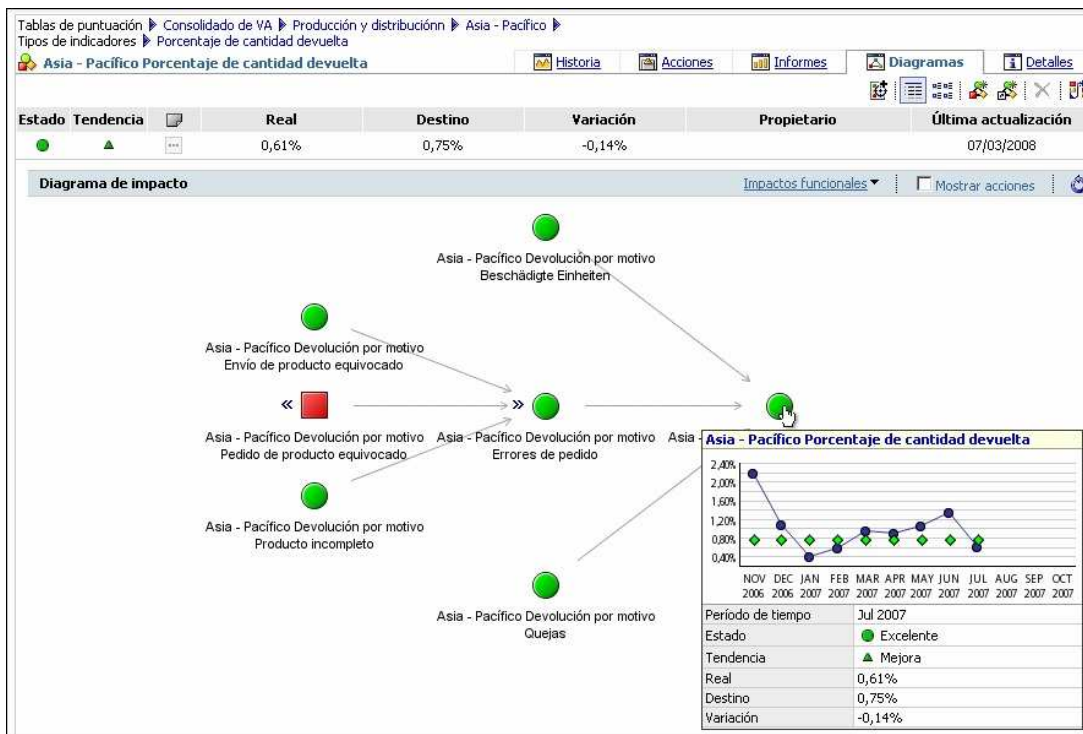 Tablas de puntuación Consolidado de VA Producción y distribuciónn Asia - Pacífico
Tipos de indicadores Porcentaje de cantidad devuelta
Asia - Pacífico Porcentaje de cantidad devuelta Historia Acciones Informes Diagramas Detalles
Estado Tendencia Real Destino Variación Propietario Última actualización
0,61% 0,75% -0,14% 07/03/2008
Diagrama de impacto Impactos funcionales Mostrar acciones
Asia - Pacífico Devolución por motivo
Beschädigte Einheiten
Asia - Pacífico Devolución por motivo
Envío de producto equivocado
« »
Asia - Pacífico Devolución por motivo
Pedido de producto equivocado
Asia - Pacífico Devolución por motivo
Errores de pedido
Asia -
Asia - Pacífico Devolución por motivo
Producto incompleto
Asia - Pacífico Devolución por motivo
Quejas
Asia - Pacífico Porcentaje de cantidad devuelta
2,40%
2,00%
1,60%
1,20%
0,80%
0,40%
NOV DEC JAN FEB MAR APR MAY JUN JUL AUG SEP OCT
2006 2006 2007 2007 2007 2007 2007 2007 2007 2007 2007 2007
Período de tiempo Jul 2007
Estado Excelente
Tendencia Mejora
Real 0,61%
Destino 0,75%
Variación -0,14%